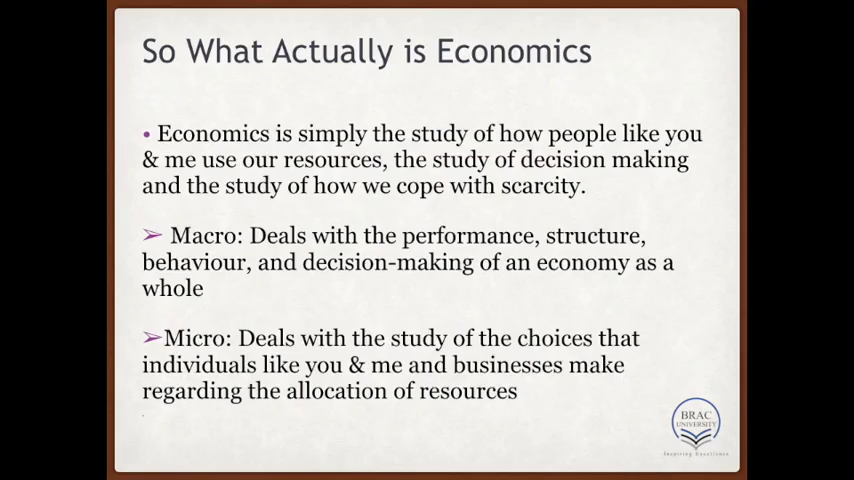 So What Actually is Economics
• Economics is simply the study of how people like you
& me use our resources, the study of decision making
and the study of how we cope with scarcity.
➢ Macro: Deals with the performance, structure,
behaviour, and decision-making of an economy as a
whole
➢Micro: Deals with the study of the choices that
individuals like you & me and businesses make
regarding the allocation of resources
BRAC
UNIVERSITY
Inspiring Excellence